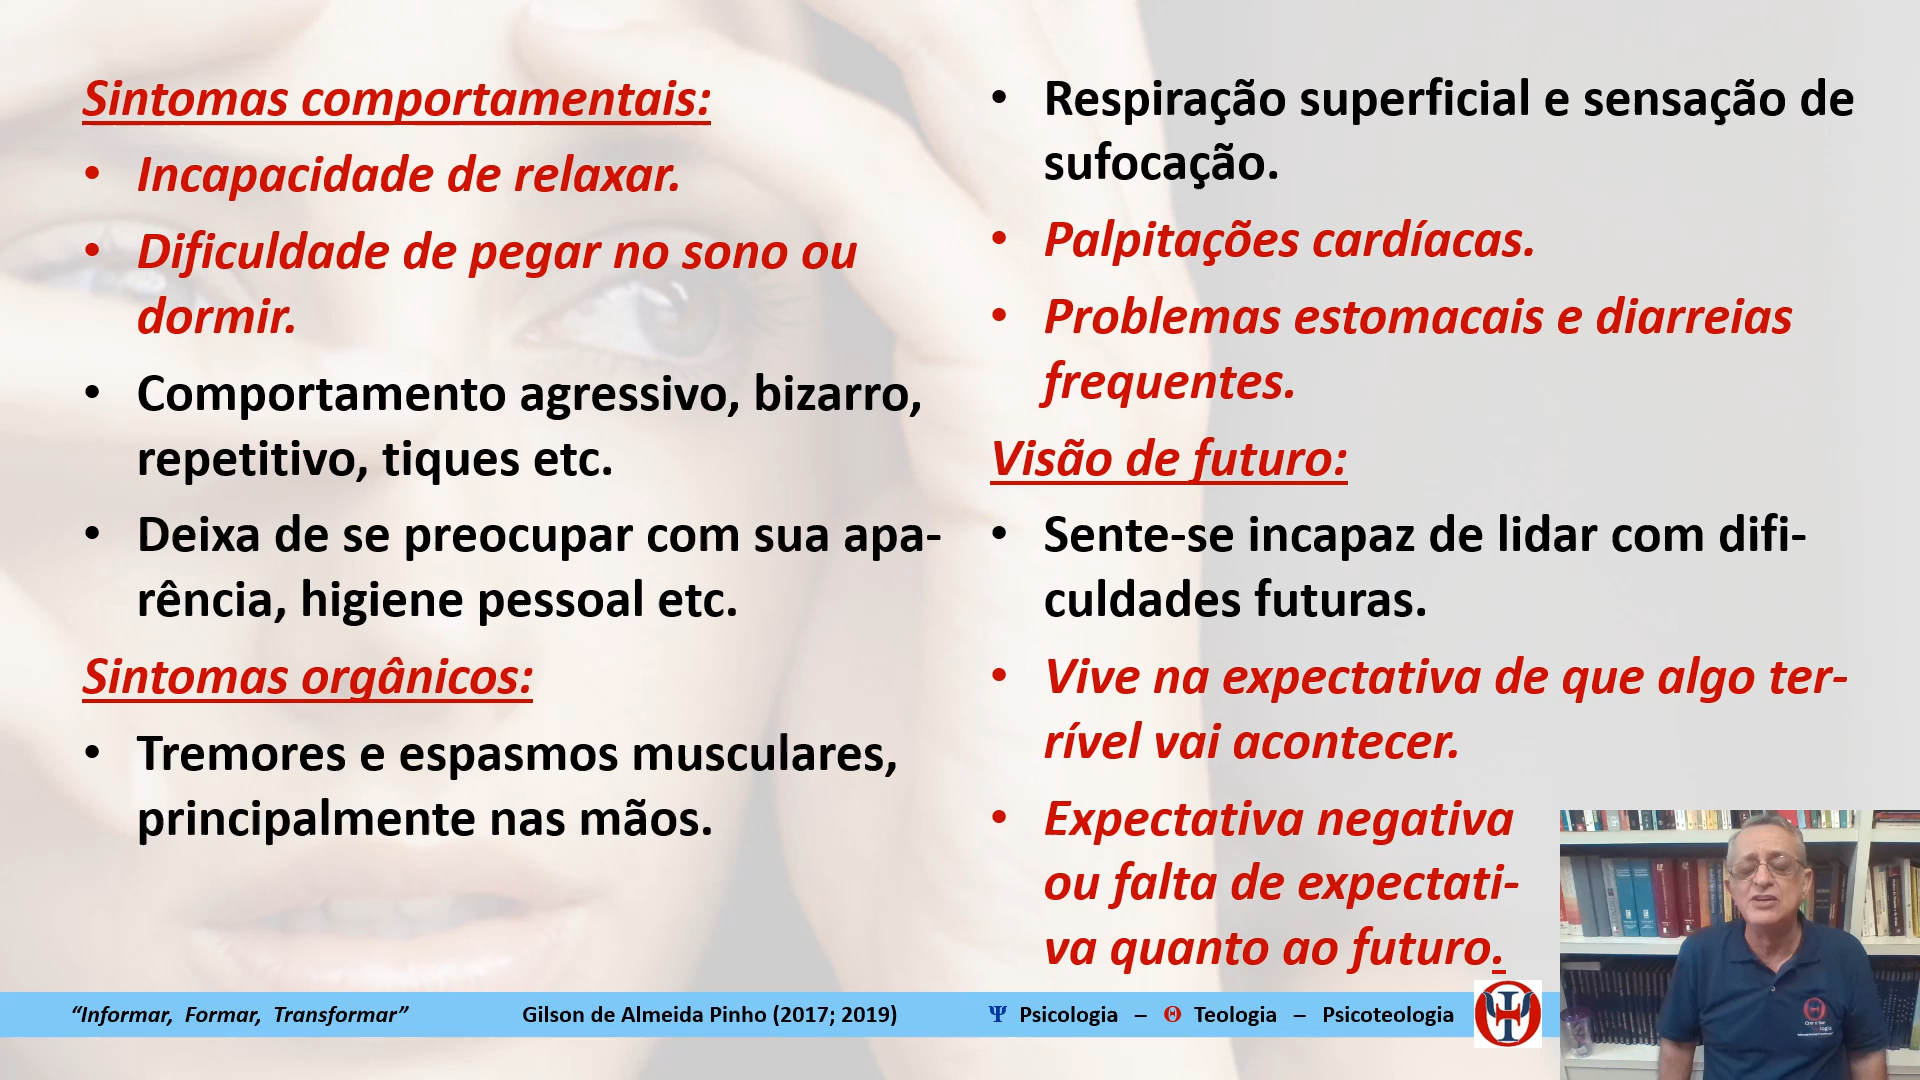 Sintomas comportamentais:
• Incapacidade de relaxar.
• Dificuldade de pegar no sono ou
dormir.
• Comportamento agressivo, bizarro,
repetitivo, tiques etc.
• Deixa de se preocupar com sua apa-
rência, higiene pessoal etc.
Sintomas orgânicos:
• Tremores e espasmos musculares,
principalmente nas mãos.
• Respiração superficial e sensação de
sufocação.
• Palpitações cardíacas.
• Problemas estomacais e diarreias
frequentes.
Visão de futuro:
• Sente-se incapaz de lidar com difi-
culdades futuras.
• Vive na expectativa de que algo ter-
rível vai acontecer.
• Expectativa negativa
ou falta de expectati-
va quanto ao futuro.
“Informar, Formar, Transformar” Gilson de Almeida Pinho (2017; 2019) Ψ Psicologia – Θ Teologia – Psicoteologia